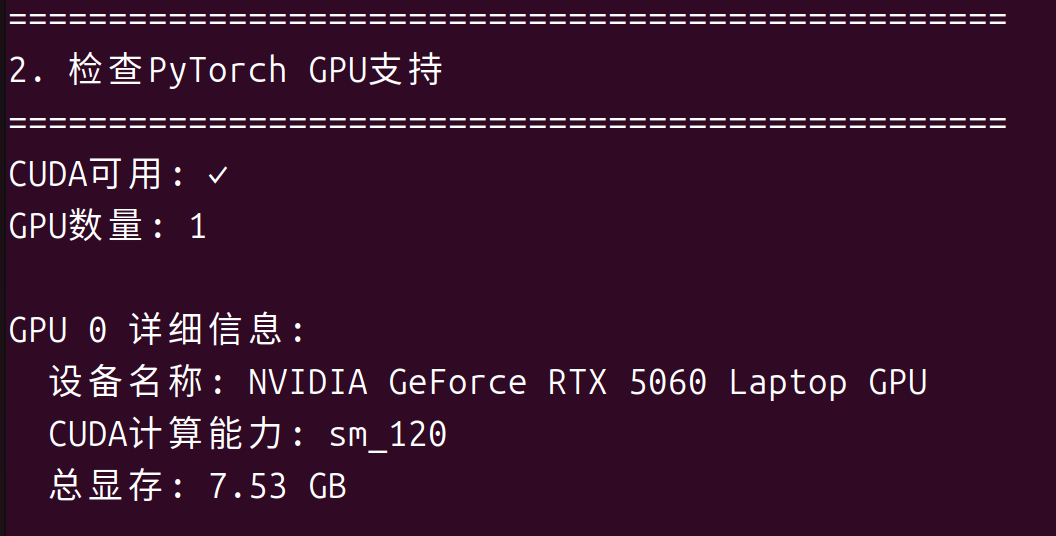 ==================================================
2. 检查PyTorch GPU支持
==================================================
CUDA可用: ✓
GPU数量: 1
GPU 0 详细信息:
设备名称: NVIDIA GeForce RTX 5060 Laptop GPU
CUDA计算能力: sm_120
总显存: 7.53 GB